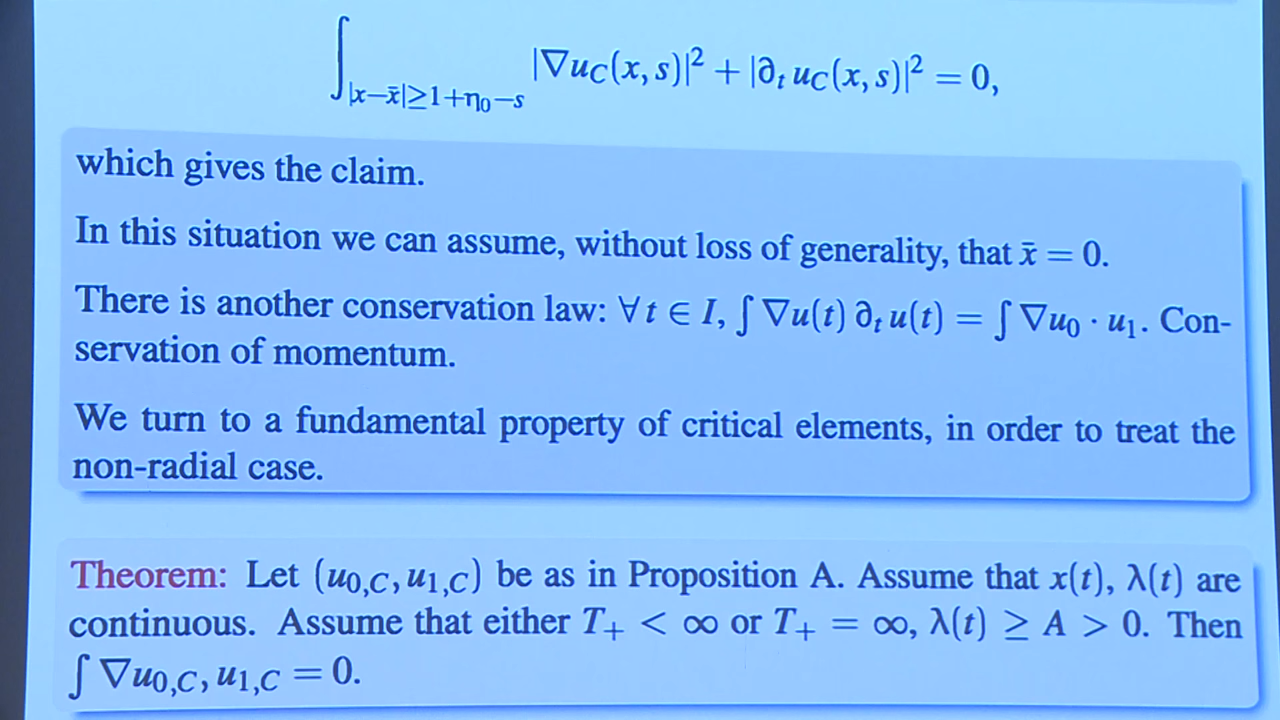 ∫_{|x−x̄|≥1+η₀−s} |∇u_C(x,s)|² + |∂_t u_C(x,s)|² = 0,
which gives the claim.
In this situation we can assume, without loss of generality, that x̄ = 0.
There is another conservation law: ∀ t ∈ I, ∫ ∇u(t) ∂_t u(t) = ∫ ∇u₀ · u₁. Con-
servation of momentum.
We turn to a fundamental property of critical elements, in order to treat the
non-radial case.
Theorem: Let (u_{0,C}, u_{1,C}) be as in Proposition A. Assume that x(t), λ(t) are
continuous. Assume that either T₊ < ∞ or T₊ = ∞, λ(t) ≥ A > 0. Then
∫ ∇u_{0,C}, u_{1,C} = 0.